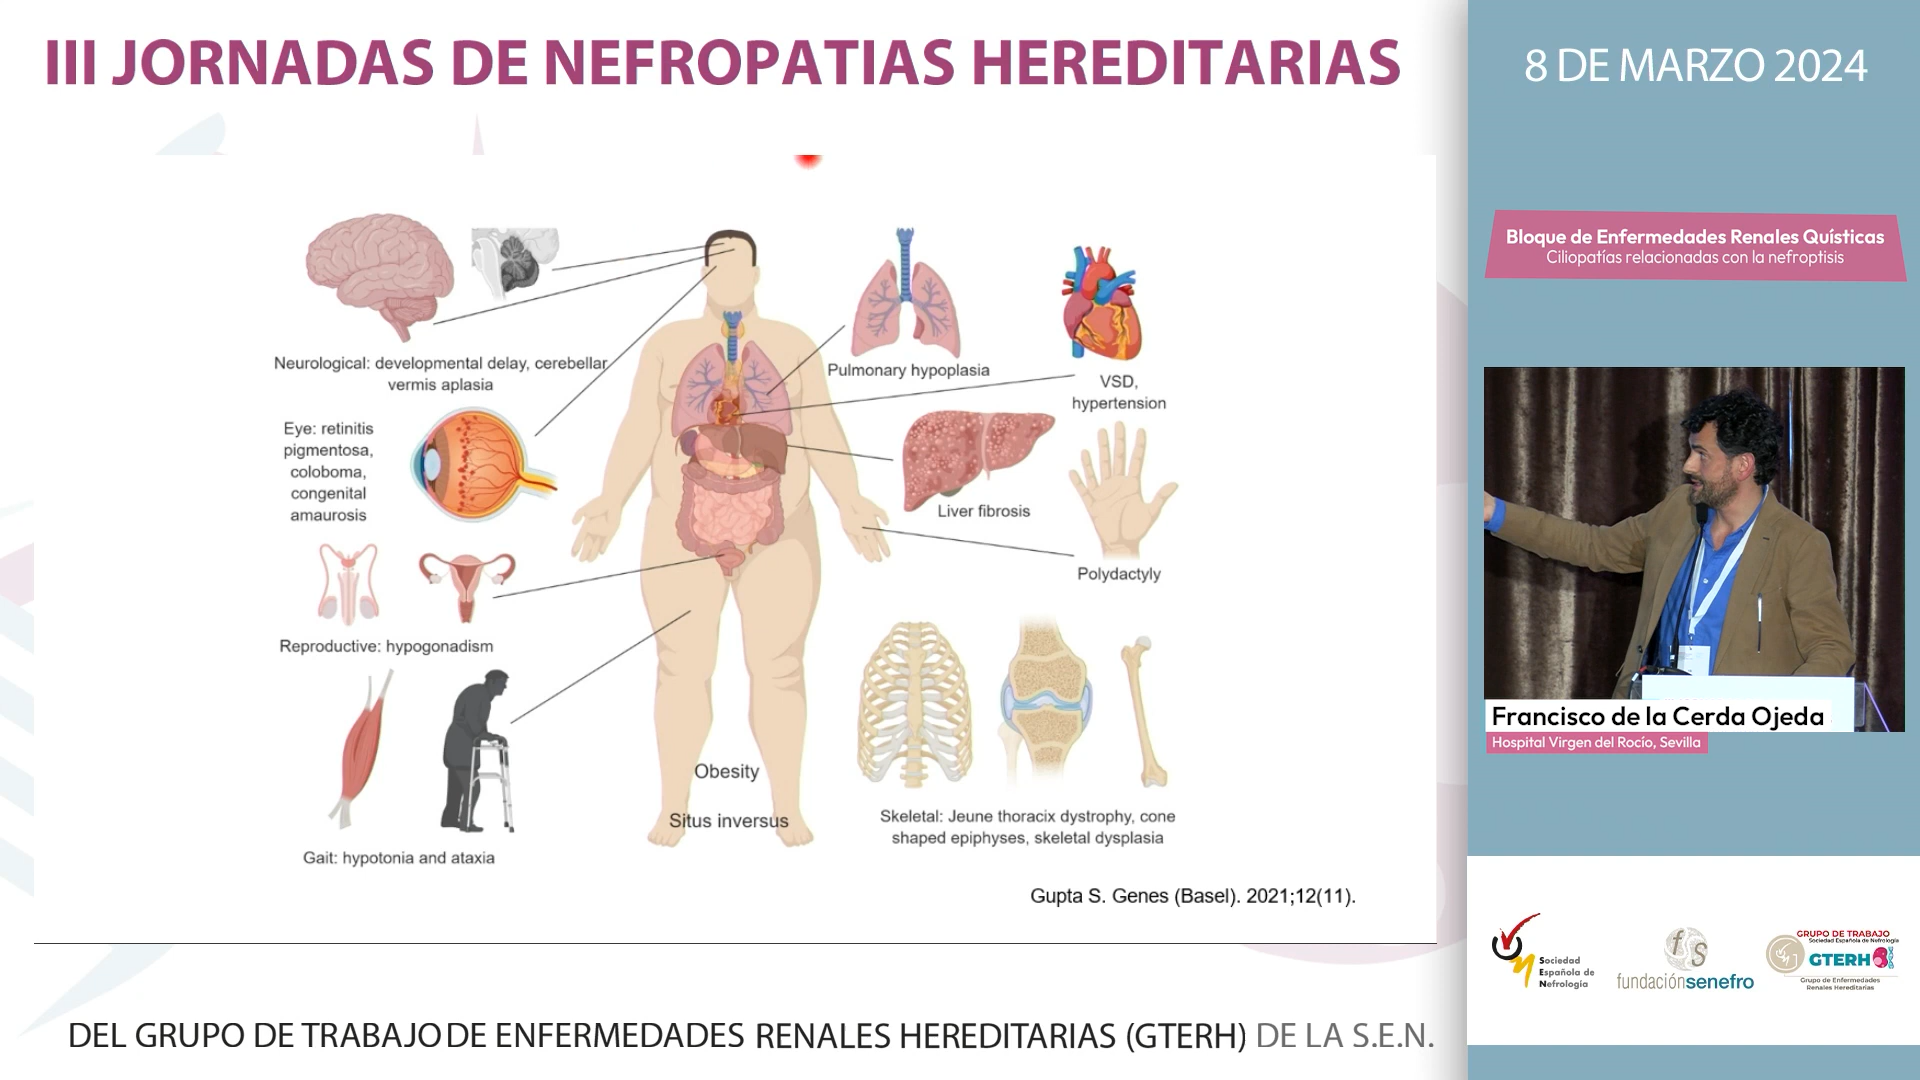 III JORNADAS DE NEFROPATIAS HEREDITARIAS
8 DE MARZO 2024
Bloque de Enfermedades Renales Quísticas
Ciliopatías relacionadas con la nefroptisis
Neurological: developmental delay, cerebellar
vermis aplasia
Pulmonary hypoplasia
VSD,
hypertension
Eye: retinitis
pigmentosa,
coloboma,
congenital
amaurosis
Liver fibrosis
Polydactyly
Reproductive: hypogonadism
Obesity
Situs inversus
Skeletal: Jeune thoracix dystrophy, cone
shaped epiphyses, skeletal dysplasia
Gait: hypotonia and ataxia
Gupta S. Genes (Basel). 2021;12(11).
Francisco de la Cerda Ojeda
Hospital Virgen del Rocío, Sevilla
Sociedad
Española de
Nefrología
fS
fundaciónsenefro
GRUPO DE TRABAJO
Sociedad Española de Nefrología
GTERH
Grupo de Enfermedades
Renales Hereditarias
DEL GRUPO DE TRABAJO DE ENFERMEDADES RENALES HEREDITARIAS (GTERH) DE LA S.E.N.